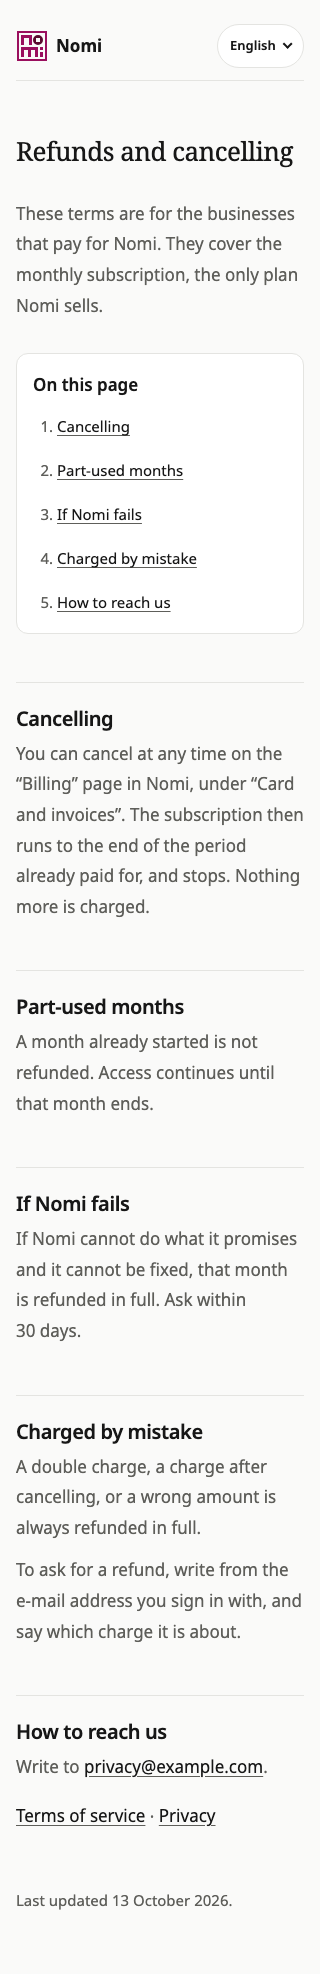 Nomi
English
Refunds and cancelling
These terms are for the businesses
that pay for Nomi. They cover the
monthly subscription, the only plan
Nomi sells.
On this page
1. Cancelling
2. Part-used months
3. If Nomi fails
4. Charged by mistake
5. How to reach us
Cancelling
You can cancel at any time on the
“Billing” page in Nomi, under “Card
and invoices”. The subscription then
runs to the end of the period
already paid for, and stops. Nothing
more is charged.
Part-used months
A month already started is not
refunded. Access continues until
that month ends.
If Nomi fails
If Nomi cannot do what it promises
and it cannot be fixed, that month
is refunded in full. Ask within
30 days.
Charged by mistake
A double charge, a charge after
cancelling, or a wrong amount is
always refunded in full.
To ask for a refund, write from the
e-mail address you sign in with, and
say which charge it is about.
How to reach us
Write to privacy@example.com.
Terms of service · Privacy
Last updated 13 October 2026.